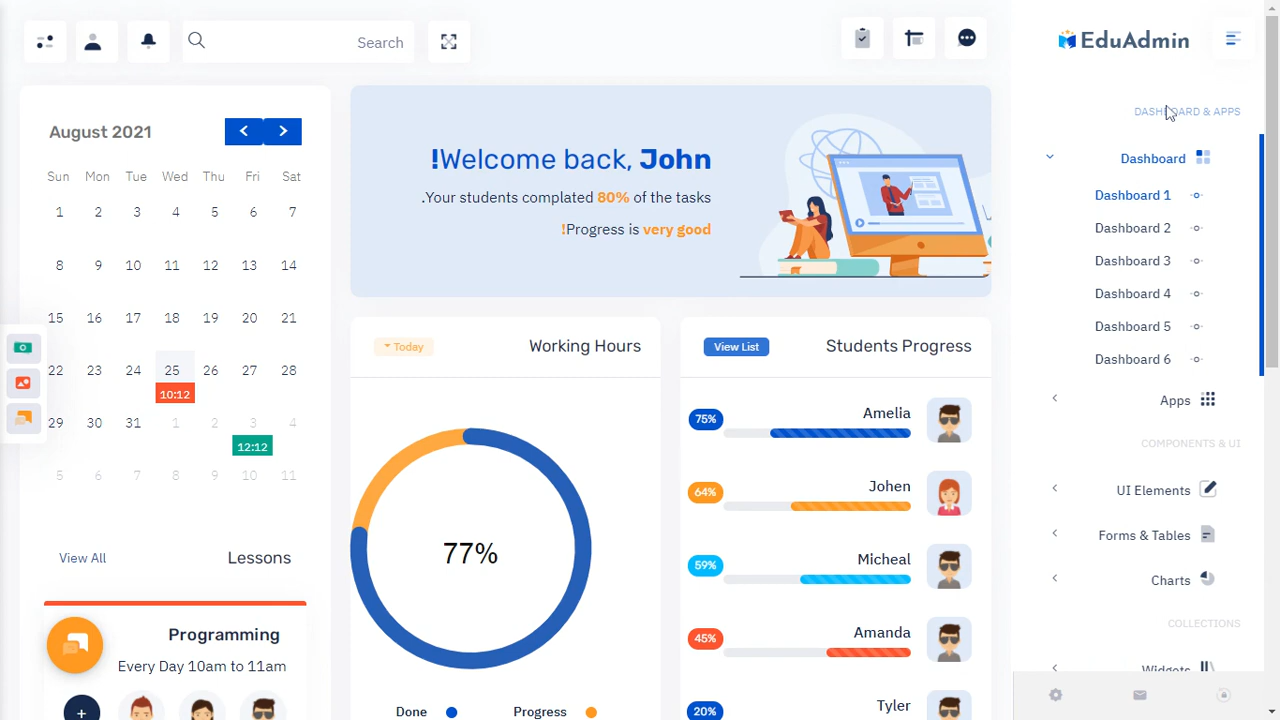 Search
EduAdmin
August 2021
Sun Mon Tue Wed Thu Fri Sat
1 2 3 4 5 6 7
8 9 10 11 12 13 14
15 16 17 18 19 20 21
22 23 24 25 26 27 28
10:12
29 30 31 1 2 3 4
12:12
5 6 7 8 9 10 11
View All Lessons
Programming
Every Day 10am to 11am
+
!Welcome back, John
.Your students complated 80% of the tasks
!Progress is very good
Today Working Hours
77%
Done Progress
View List Students Progress
Amelia
75%
Johen
64%
Micheal
59%
Amanda
45%
Tyler
20%
DASHBOARD & APPS
Dashboard
Dashboard 1
Dashboard 2
Dashboard 3
Dashboard 4
Dashboard 5
Dashboard 6
Apps
COMPONENTS & UI
UI Elements
Forms & Tables
Charts
COLLECTIONS
Widgets